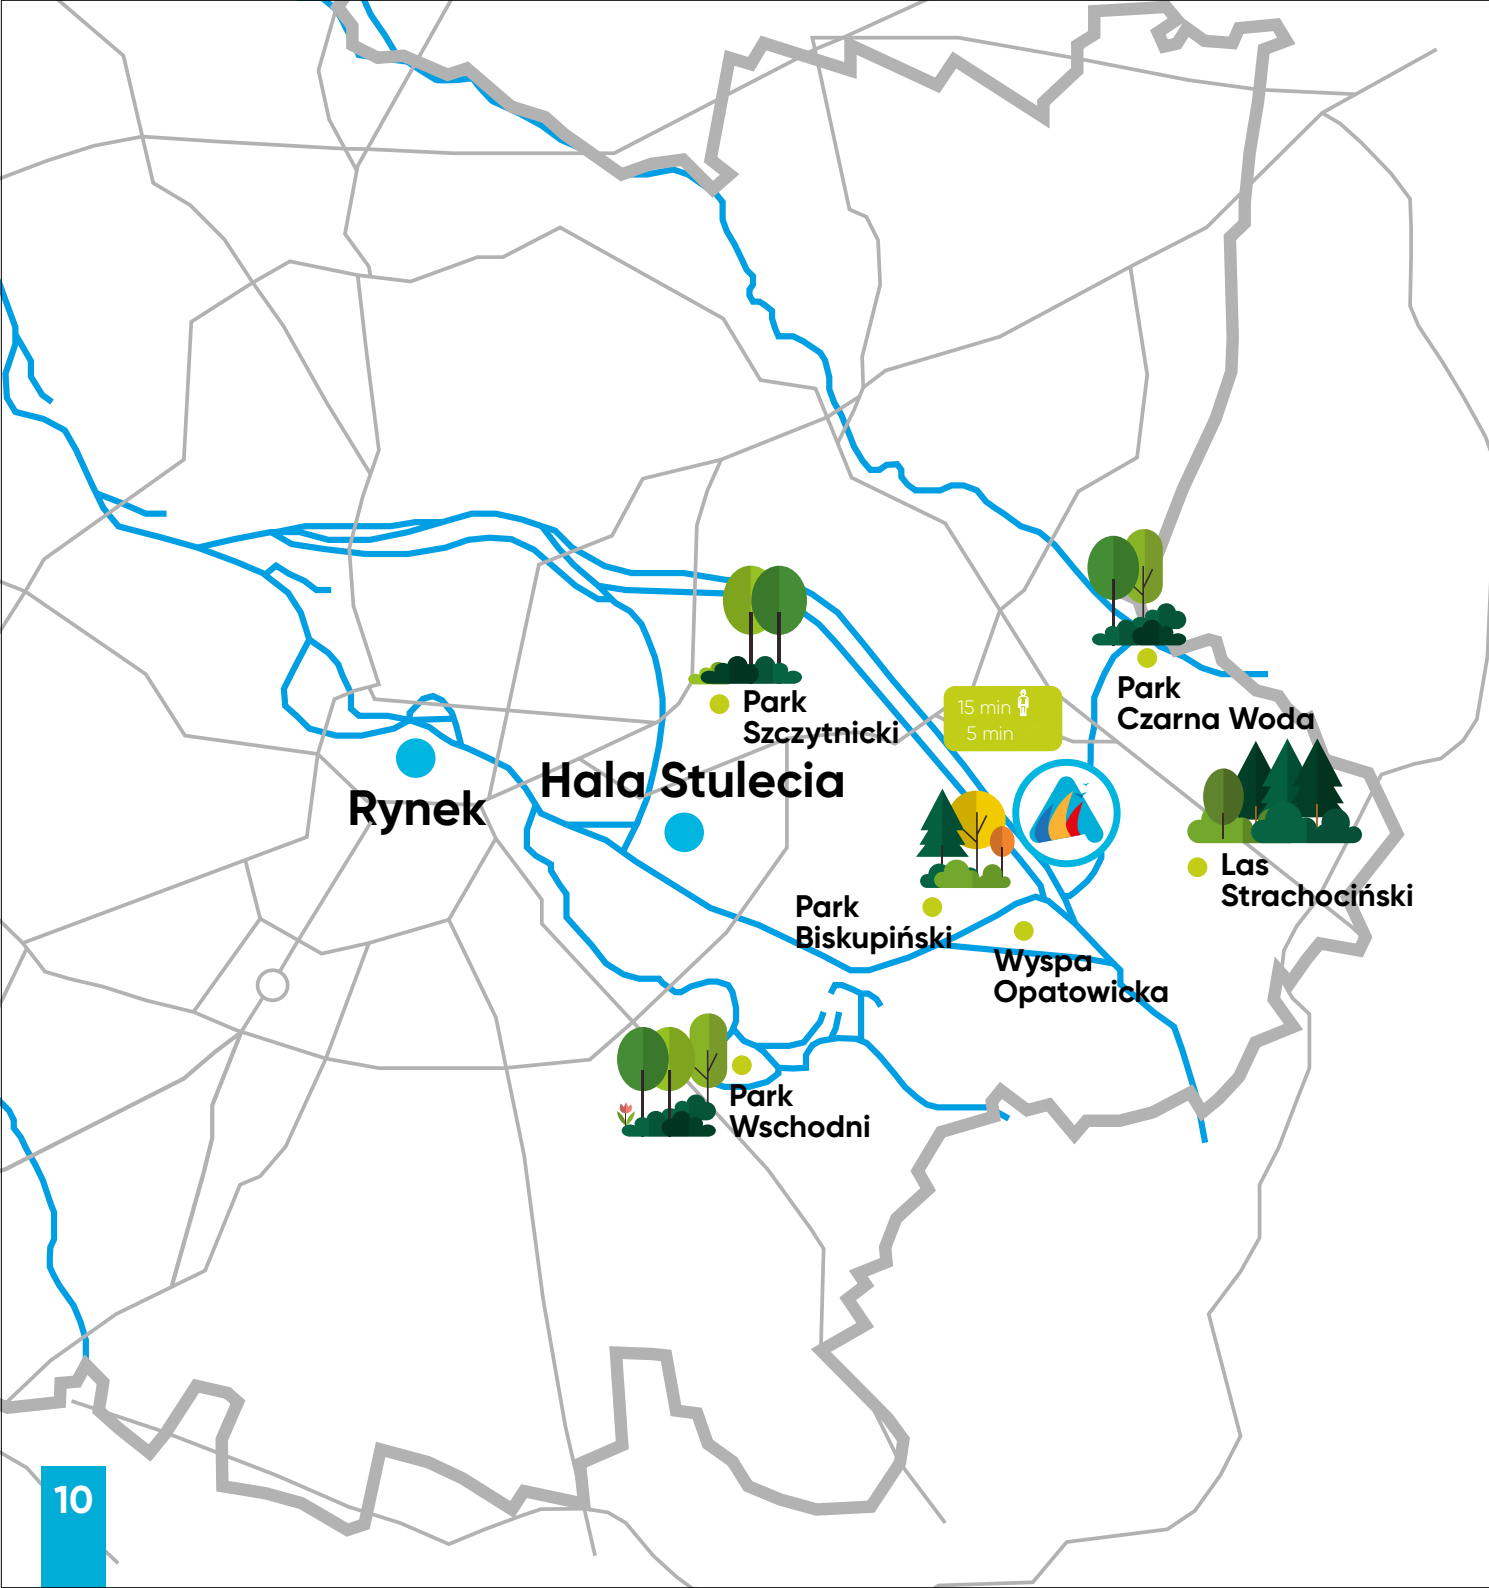 Park
Szczytnicki
15 min
5 min
Park
Czarna Woda
Hala Stulecia
Rynek
Las
Strachociński
Park
Biskupiński
Wyspa
Opatowicka
Park
Wschodni
10